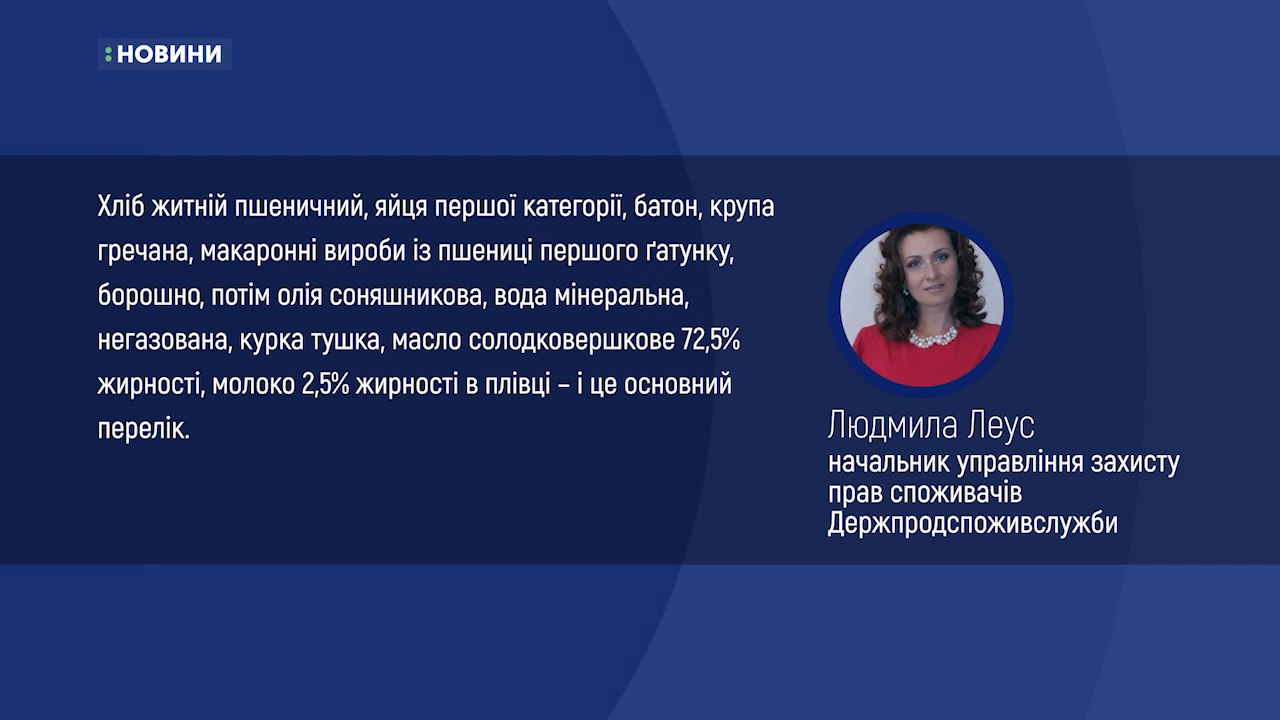 :НОВИНИ
Хліб житній пшеничний, яйця першої категорії, батон, крупа
гречана, макаронні вироби із пшениці першого ґатунку,
борошно, потім олія соняшникова, вода мінеральна,
негазована, курка тушка, масло солодковершкове 72,5%
жирності, молоко 2,5% жирності в плівці – і це основний
перелік.
Людмила Леус
начальник управління захисту
прав споживачів
Держпродспоживслужби